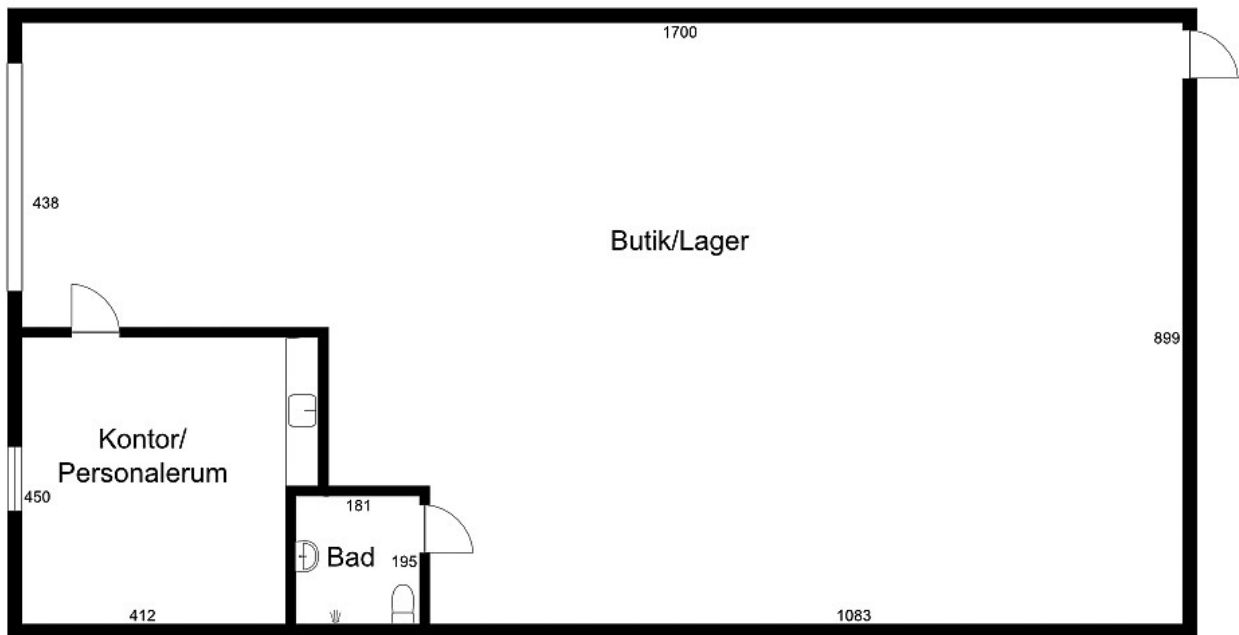 1700
438
Butik/Lager
899
Kontor/
Personalerum
450
181
Bad
195
412
1083